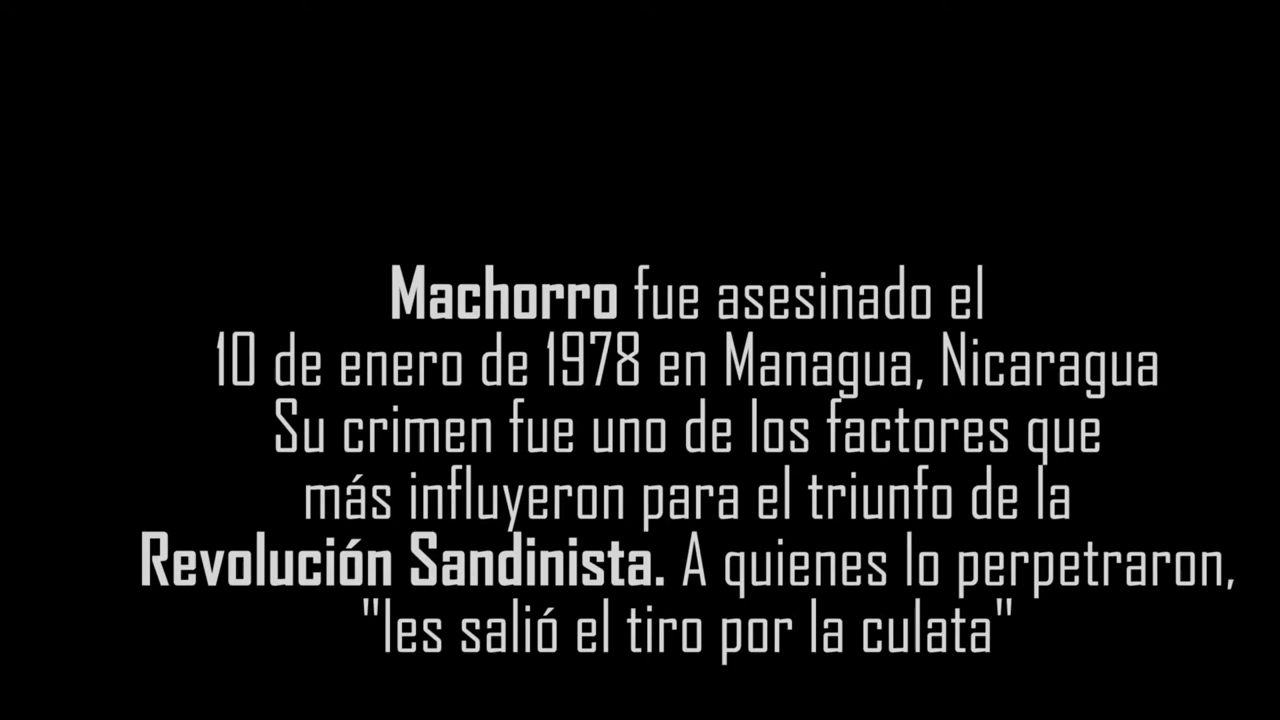 Machorro fue asesinado el
10 de enero de 1978 en Managua, Nicaragua
Su crimen fue uno de los factores que
más influyeron para el triunfo de la
Revolución Sandinista. A quienes lo perpetraron,
"les salió el tiro por la culata"